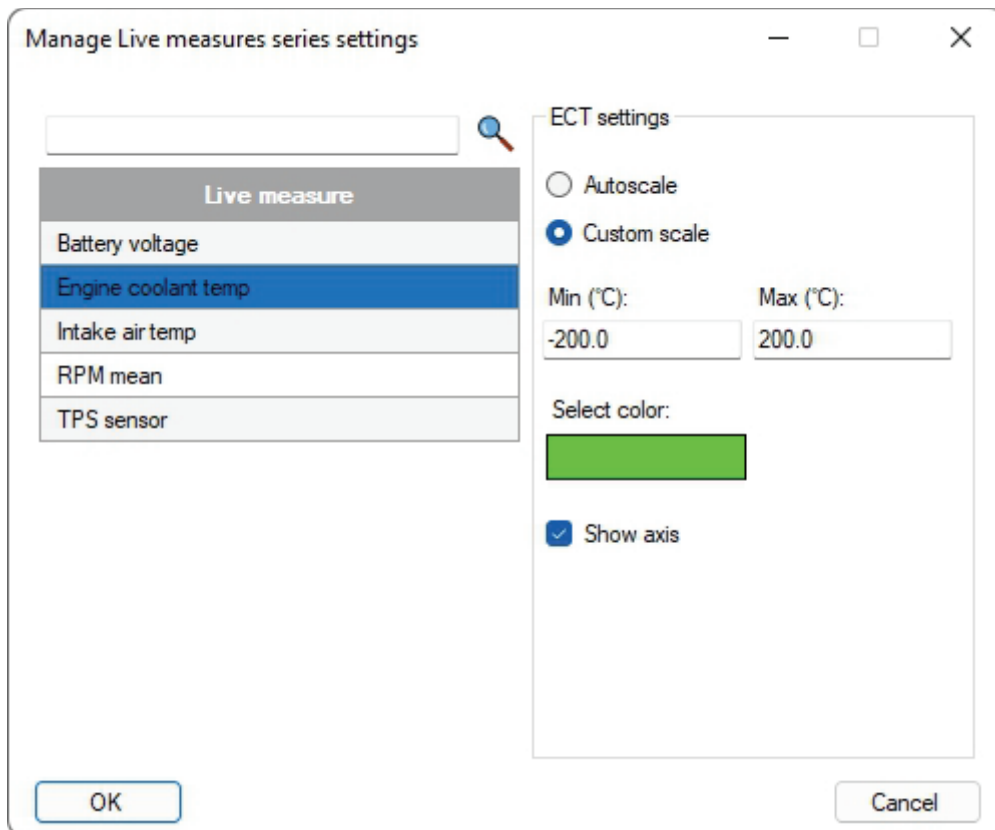 Manage Live measures series settings
Live measure
Battery voltage
Engine coolant temp
Intake air temp
RPM mean
TPS sensor
ECT settings
Autoscale
Custom scale
Min (°C): Max (°C):
-200.0 200.0
Select color:
Show axis
OK Cancel